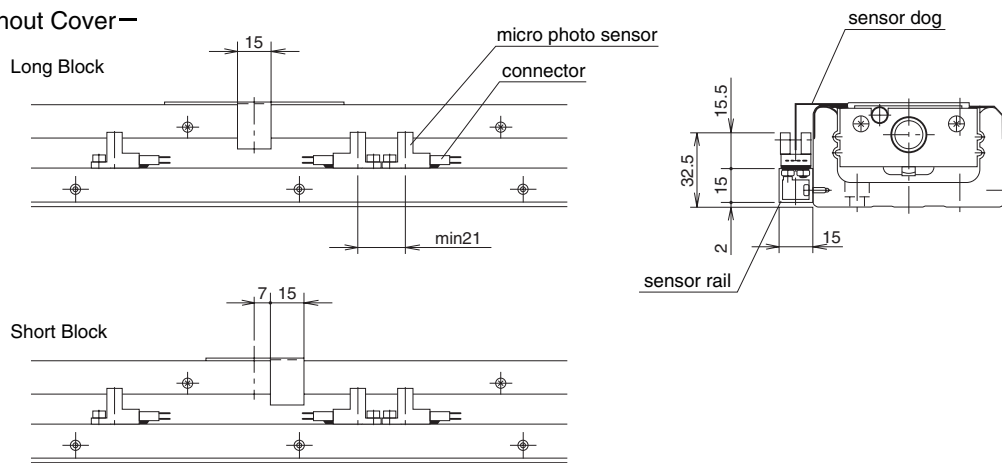 hout Cover−
Long Block
15
micro photo sensor
connector
min21
sensor dog
15.5
32.5
15
2
15
sensor rail
Short Block
7
15